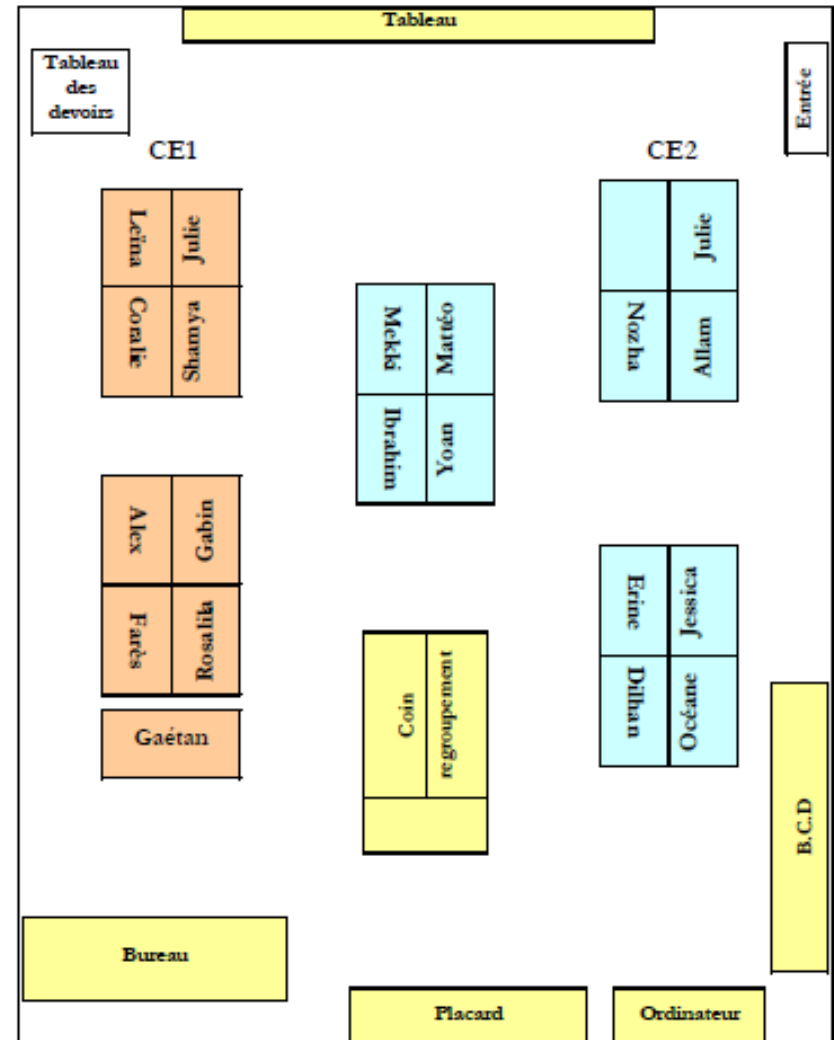 Tableau
Tableau
des
devoirs
Entrée
CE1
CE2
Leïna
Julie
Coralie
Shamya
Mekki
Mattéo
Ibrahim
Yoan
Julie
Nozha
Allam
Alex
Gabin
Farès
Rosalila
Gaétan
Coin
regroupement
Erine
Jessica
Dilhan
Océane
B.C.D
Bureau
Placard
Ordinateur